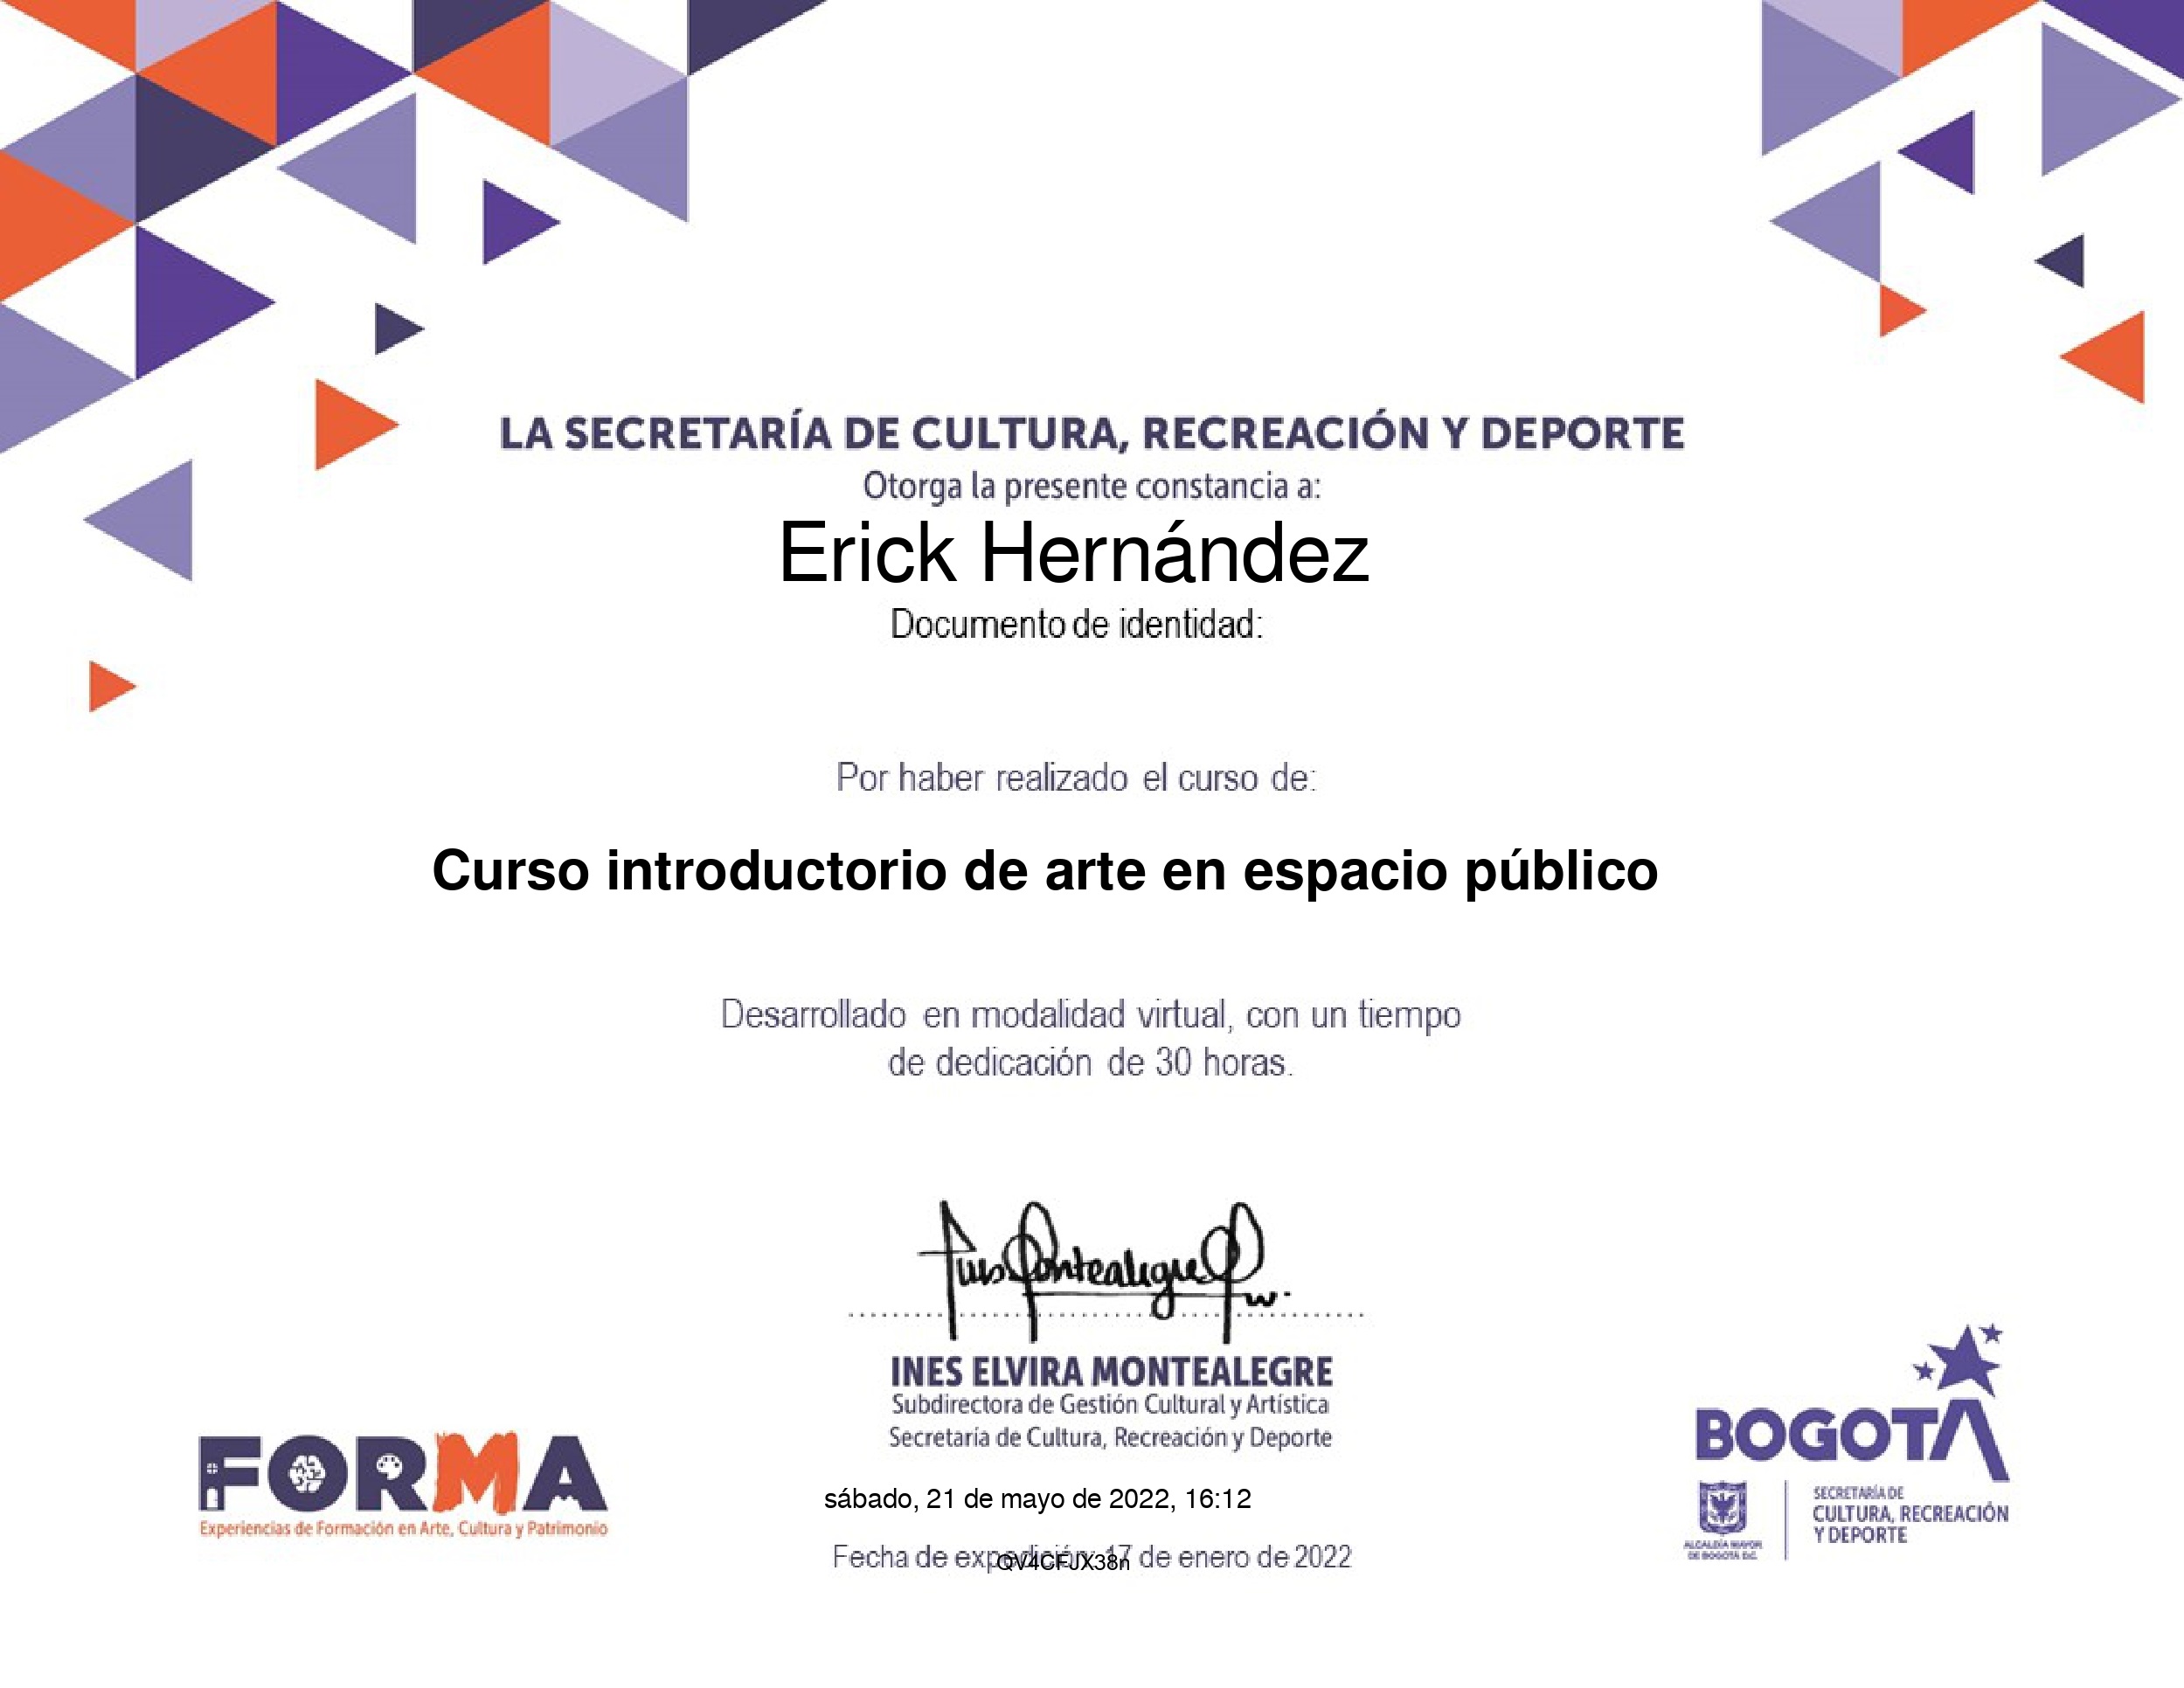 LA SECRETARÍA DE CULTURA, RECREACIÓN Y DEPORTE
Otorga la presente constancia a:
Erick Hernández
Documento de identidad:
Por haber realizado el curso de:
Curso introductorio de arte en espacio público
Desarrollado en modalidad virtual, con un tiempo
de dedicación de 30 horas.
INES ELVIRA MONTEALEGRE
Subdirectora de Gestión Cultural y Artística
Secretaría de Cultura, Recreación y Deporte
sábado, 21 de mayo de 2022, 16:12
Fecha de expedición: 17 de enero de 2022
QV4CFJX38n
FORMA
Experiencias de Formación en Arte, Cultura y Patrimonio
BOGOTÁ
ALCALDÍA MAYOR
DE BOGOTÁ D.C.
SECRETARÍA DE
CULTURA, RECREACIÓN
Y DEPORTE